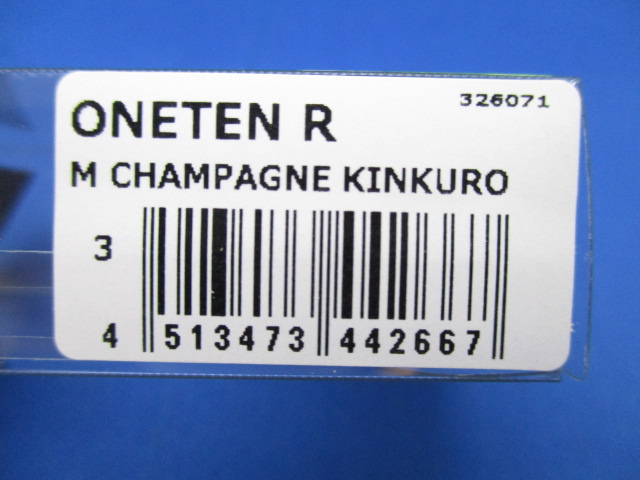 326071
ONETEN R
M CHAMPAGNE KINKURO
3
4 513473 442667